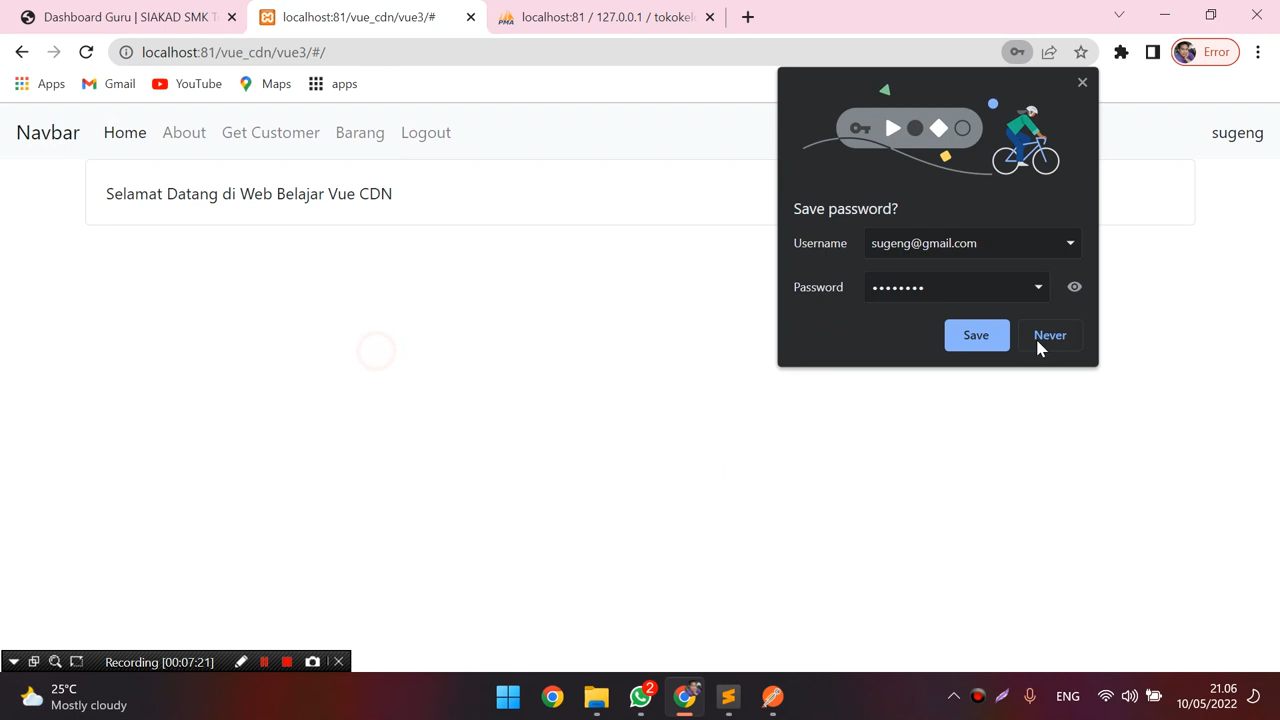 Dashboard Guru | SIAKAD SMK T
localhost:81/vue_cdn/vue3/#
localhost:81 / 127.0.0.1 / tokokel
localhost:81/vue_cdn/vue3/#/
Error
Apps
Gmail
YouTube
Maps
apps
Navbar
Home
About
Get Customer
Barang
Logout
sugeng
Selamat Datang di Web Belajar Vue CDN
Save password?
Username
sugeng@gmail.com
Password
••••••••
Save
Never
Recording [00:07:21]
25°C
Mostly cloudy
2
ENG
21.06
10/05/2022